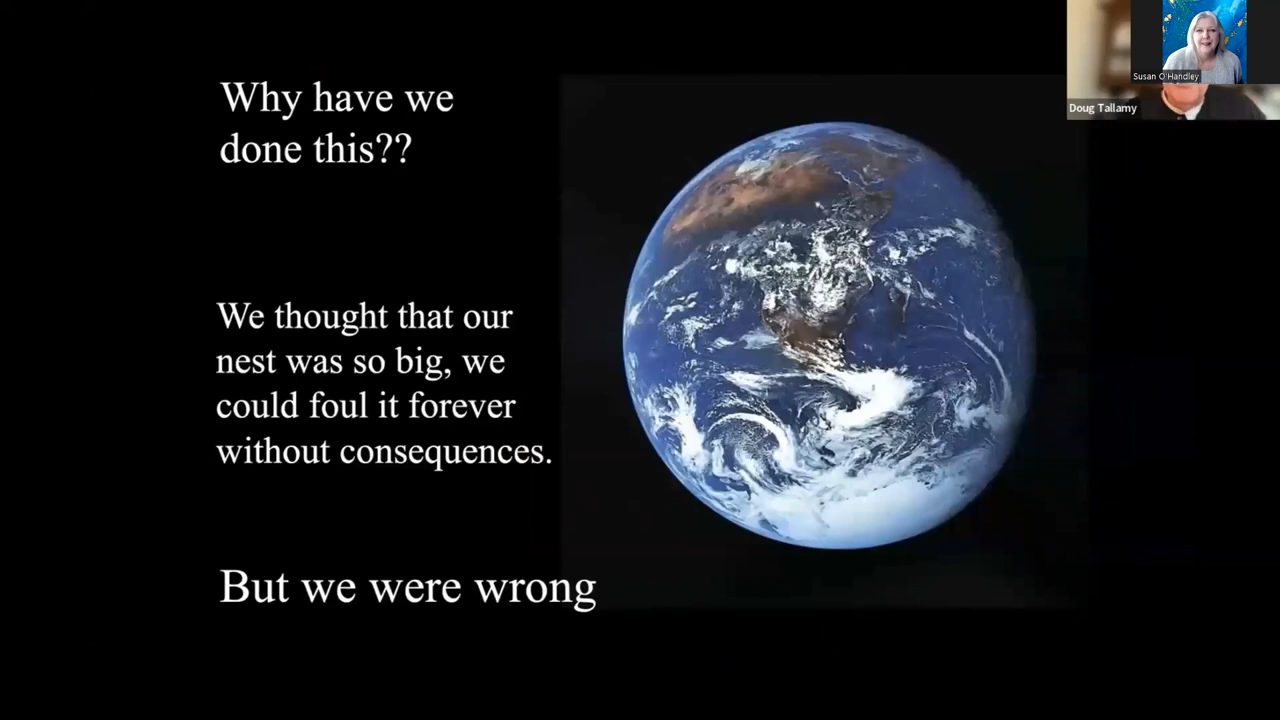 Why have we
done this??
We thought that our
nest was so big, we
could foul it forever
without consequences.
But we were wrong
Susan O'Handley
Doug Tallamy